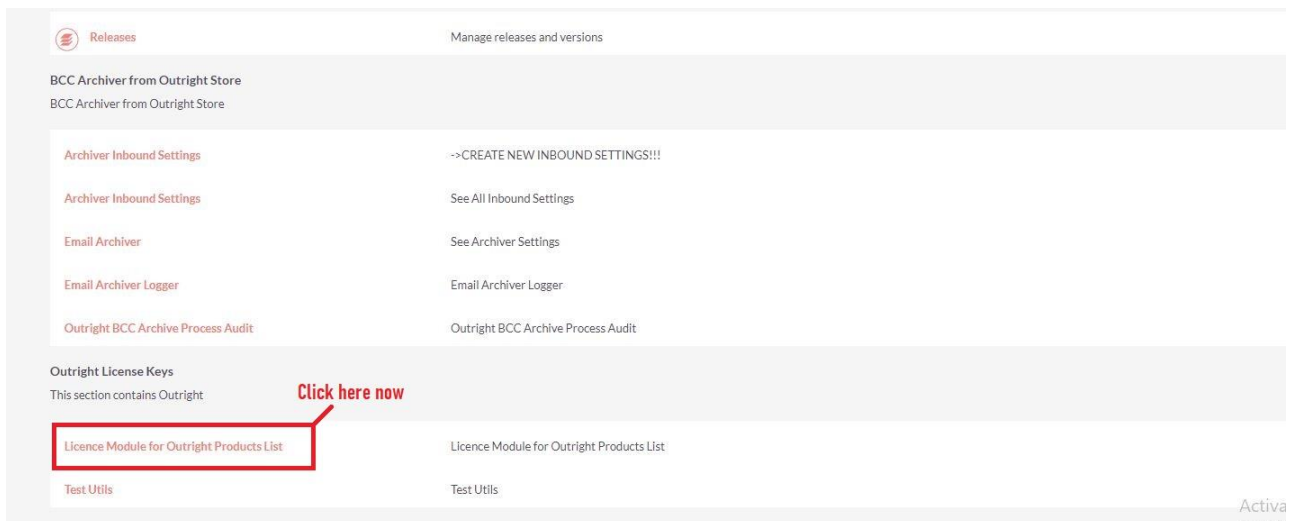 Releases
Manage releases and versions
BCC Archiver from Outright Store
BCC Archiver from Outright Store
Archiver Inbound Settings
->CREATE NEW INBOUND SETTINGS!!!
Archiver Inbound Settings
See All Inbound Settings
Email Archiver
See Archiver Settings
Email Archiver Logger
Email Archiver Logger
Outright BCC Archive Process Audit
Outright BCC Archive Process Audit
Outright License Keys
This section contains Outright
Click here now
Licence Module for Outright Products List
Licence Module for Outright Products List
Test Utils
Test Utils
Activa